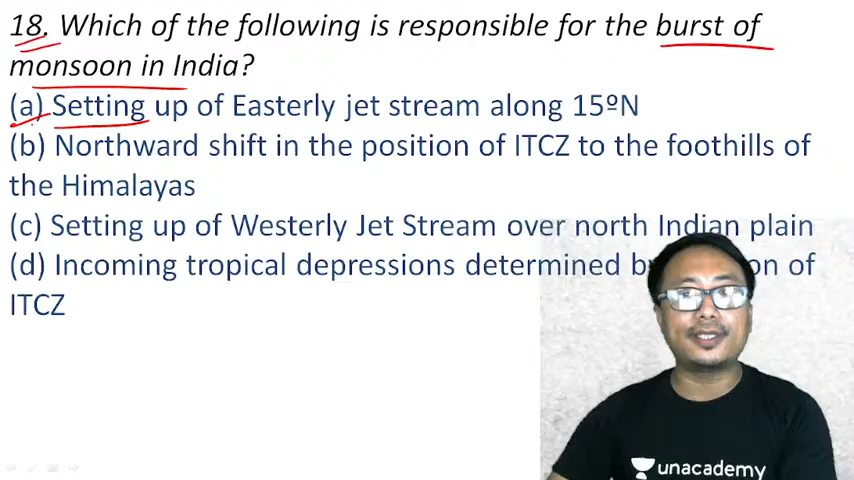 18. Which of the following is responsible for the burst of
monsoon in India?
(a) Setting up of Easterly jet stream along 15ºN
(b) Northward shift in the position of ITCZ to the foothills of
the Himalayas
(c) Setting up of Westerly Jet Stream over north Indian plain
(d) Incoming tropical depressions determined of
ITCZ
unacademy